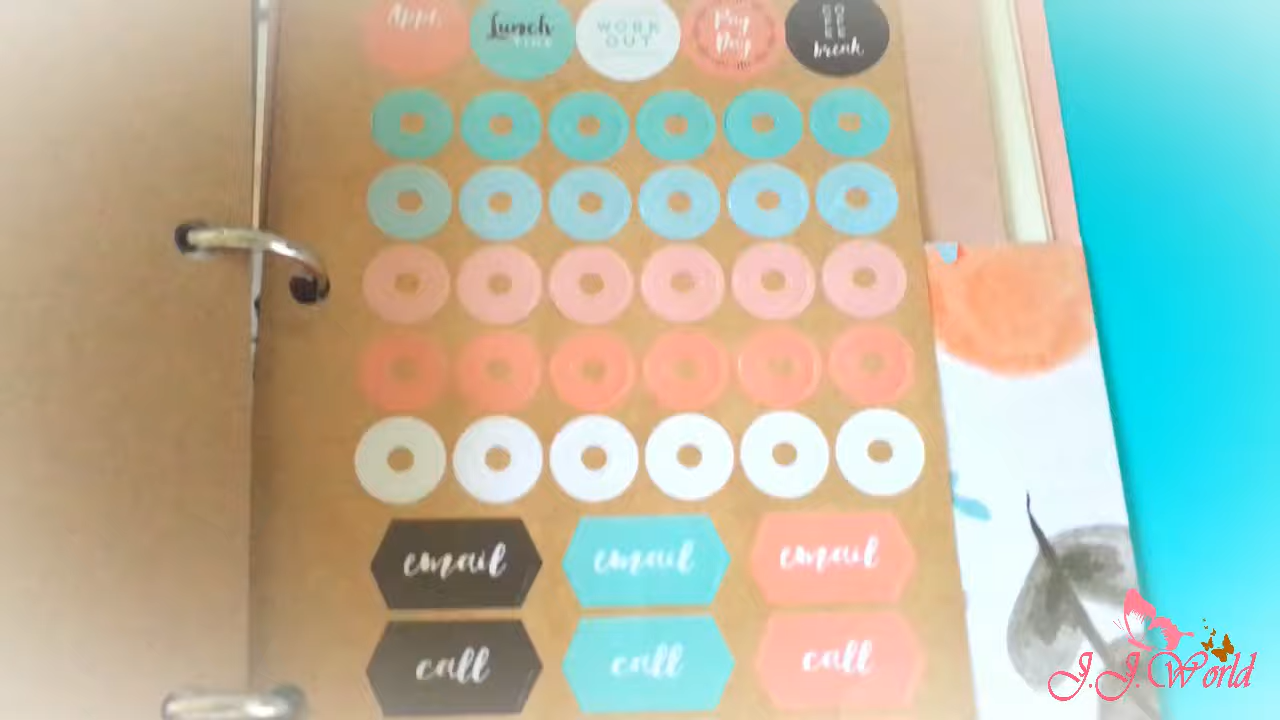 Appt.
Lunch
TIME
WORK
OUT
Pay
Day
COFFEE
break
email email email
call call call
J.J. World